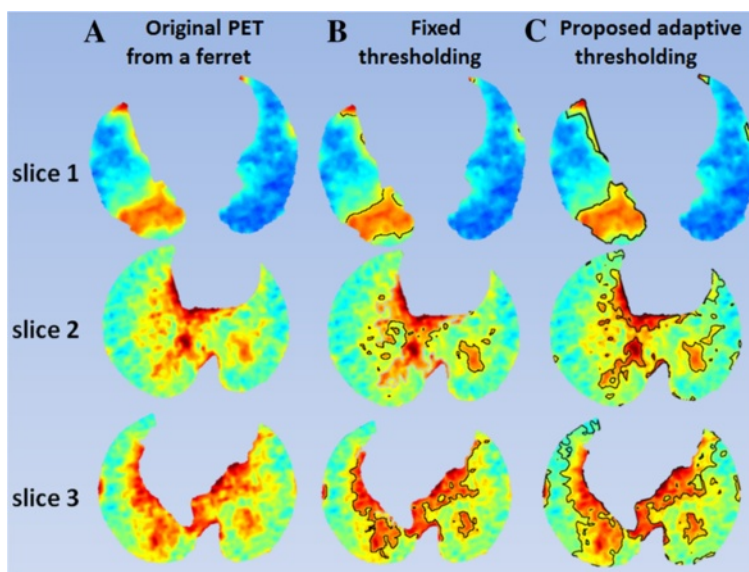 A Original PET
from a ferret
B Fixed
thresholding
C Proposed adaptive
thresholding
slice 1
slice 2
slice 3